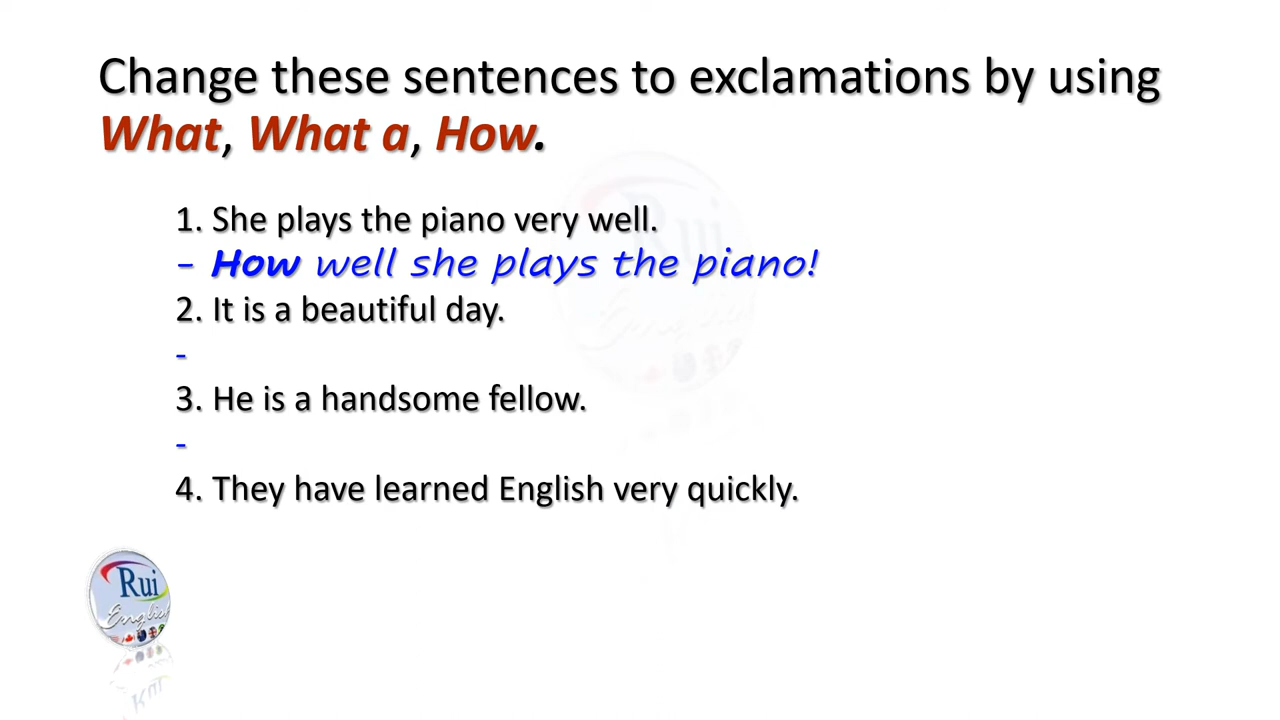 Change these sentences to exclamations by using
What, What a, How.
1. She plays the piano very well.
- How well she plays the piano!
2. It is a beautiful day.
-
3. He is a handsome fellow.
-
4. They have learned English very quickly.
Rui
English